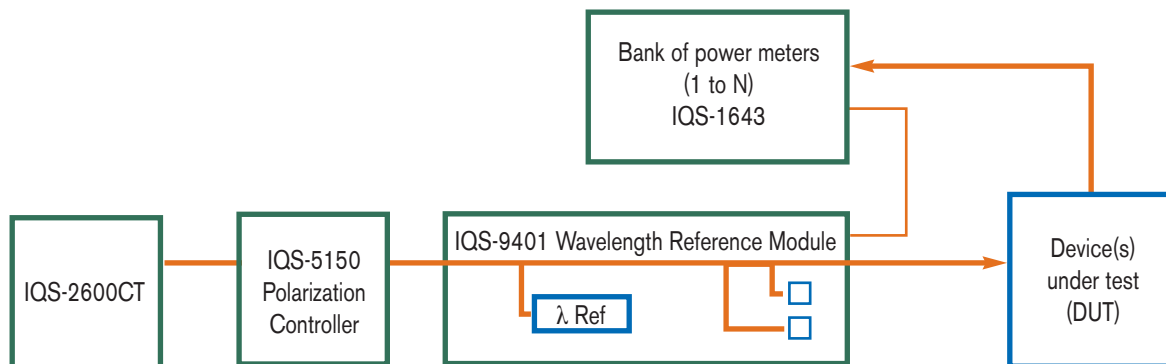 Bank of power meters
(1 to N)
IQS-1643
IQS-2600CT
IQS-5150
Polarization
Controller
IQS-9401 Wavelength Reference Module
λ Ref
Device(s)
under test
(DUT)